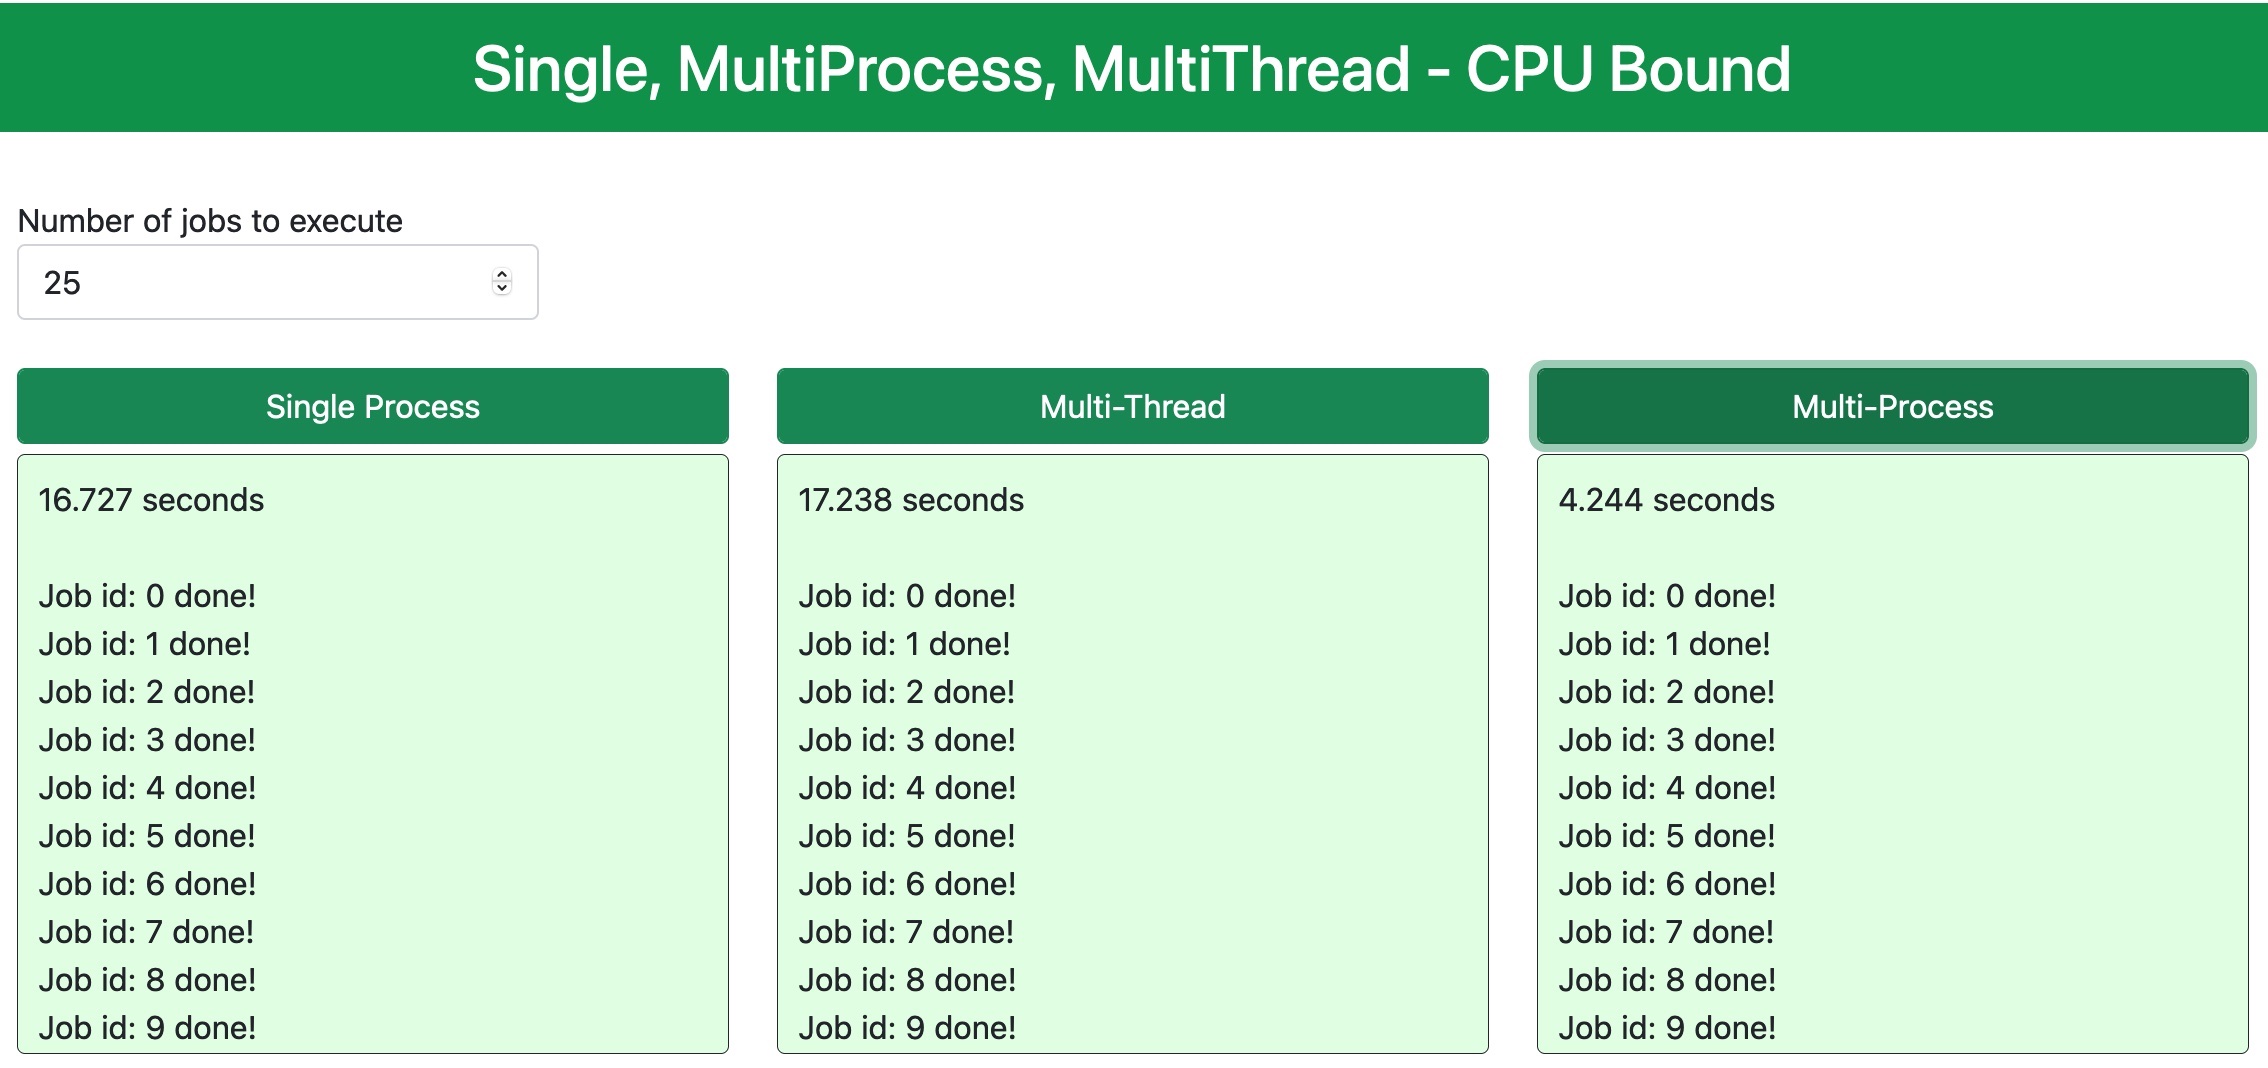 Single, MultiProcess, MultiThread - CPU Bound
Number of jobs to execute
25
Single Process
16.727 seconds
Job id: 0 done!
Job id: 1 done!
Job id: 2 done!
Job id: 3 done!
Job id: 4 done!
Job id: 5 done!
Job id: 6 done!
Job id: 7 done!
Job id: 8 done!
Job id: 9 done!
Multi-Thread
17.238 seconds
Job id: 0 done!
Job id: 1 done!
Job id: 2 done!
Job id: 3 done!
Job id: 4 done!
Job id: 5 done!
Job id: 6 done!
Job id: 7 done!
Job id: 8 done!
Job id: 9 done!
Multi-Process
4.244 seconds
Job id: 0 done!
Job id: 1 done!
Job id: 2 done!
Job id: 3 done!
Job id: 4 done!
Job id: 5 done!
Job id: 6 done!
Job id: 7 done!
Job id: 8 done!
Job id: 9 done!